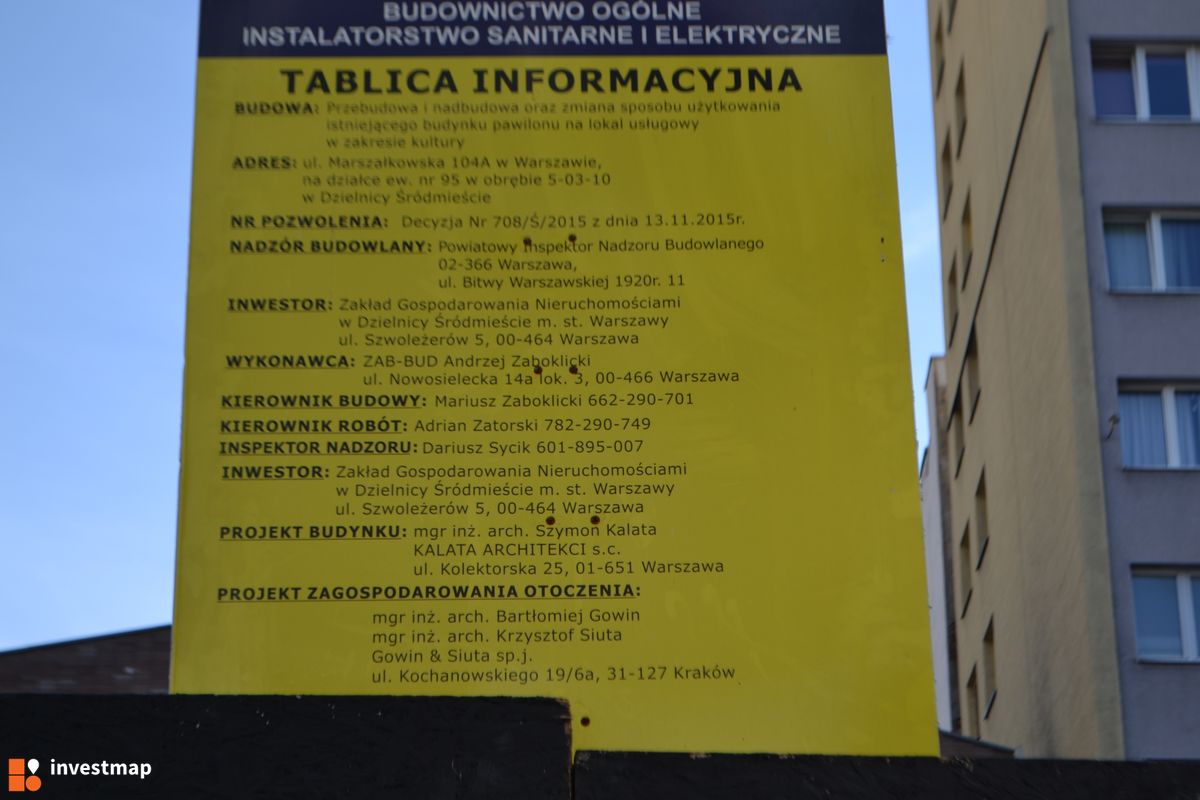 BUDOWNICTWO OGÓLNE
INSTALATORSTWO SANITARNE I ELEKTRYCZNE
TABLICA INFORMACYJNA
BUDOWA: Przebudowa i nadbudowa oraz zmiana sposobu użytkowania
istniejącego budynku pawilonu na lokal usługowy
w zakresie kultury
ADRES: ul. Marszałkowska 104A w Warszawie,
na działce ew. nr 95 w obrębie 5-03-10
w Dzielnicy Śródmieście
NR POZWOLENIA: Decyzja Nr 708/Ś/2015 z dnia 13.11.2015r.
NADZÓR BUDOWLANY: Powiatowy Inspektor Nadzoru Budowlanego
02-366 Warszawa,
ul. Bitwy Warszawskiej 1920r. 11
INWESTOR: Zakład Gospodarowania Nieruchomościami
w Dzielnicy Śródmieście m. st. Warszawy
ul. Szwoleżerów 5, 00-464 Warszawa
WYKONAWCA: ZAB-BUD Andrzej Zaboklicki
ul. Nowosielecka 14a lok. 3, 00-466 Warszawa
KIEROWNIK BUDOWY: Mariusz Zaboklicki 662-290-701
KIEROWNIK ROBÓT: Adrian Zatorski 782-290-749
INSPEKTOR NADZORU: Dariusz Sycik 601-895-007
INWESTOR: Zakład Gospodarowania Nieruchomościami
w Dzielnicy Śródmieście m. st. Warszawy
ul. Szwoleżerów 5, 00-464 Warszawa
PROJEKT BUDYNKU: mgr inż. arch. Szymon Kalata
KALATA ARCHITEKCI s.c.
ul. Kolektorska 25, 01-651 Warszawa
PROJEKT ZAGOSPODAROWANIA OTOCZENIA:
mgr inż. arch. Bartłomiej Gowin
mgr inż. arch. Krzysztof Siuta
Gowin & Siuta sp.j.
ul. Kochanowskiego 19/6a, 31-127 Kraków
investmap